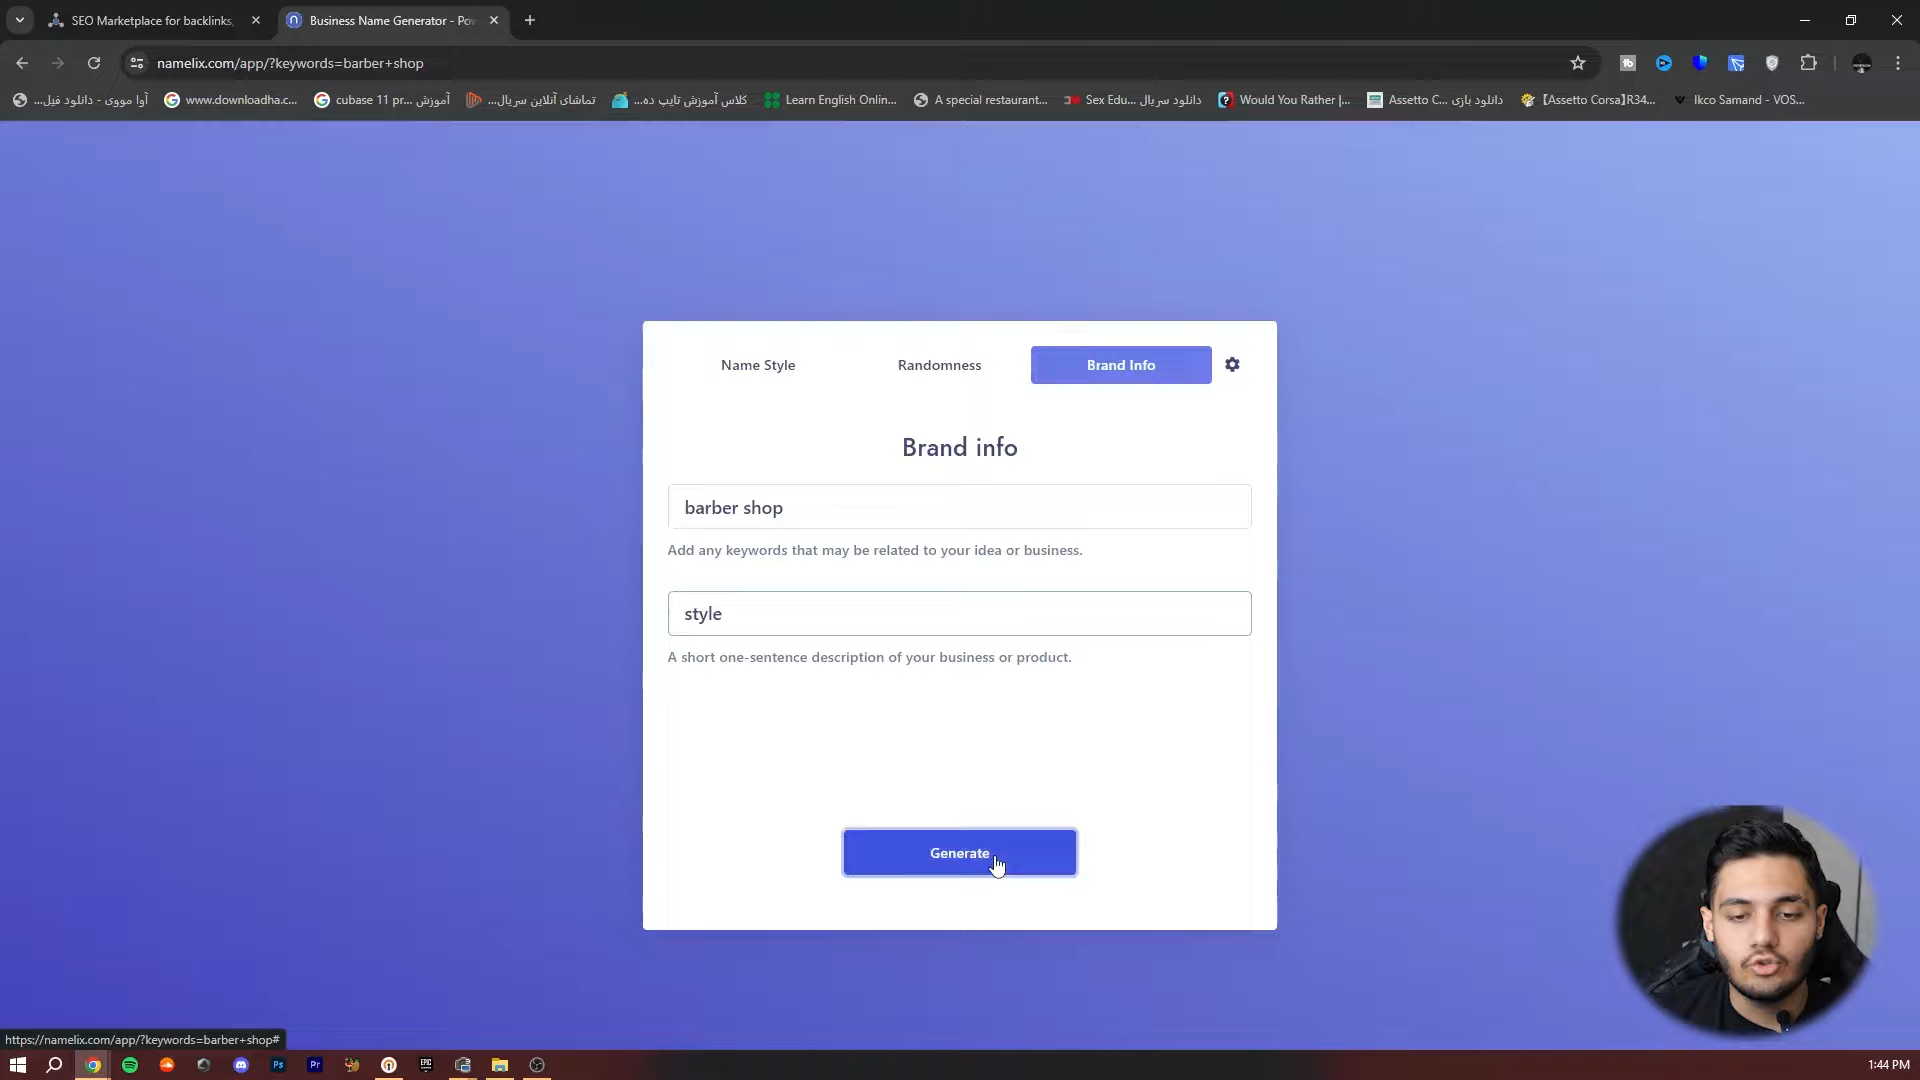 SEO Marketplace for backlinks,
Business Name Generator - Pow
namelix.com/app/?keywords=barber+shop
آوا مووی - دانلود فیل...
www.downloadha.c...
آموزش cubase 11 pr...
تماشای آنلاین سریال...
کلاس آموزش تایپ ده...
Learn English Onlin...
A special restaurant...
دانلود سریال Sex Edu...
Would You Rather |...
دانلود بازی Assetto C...
【Assetto Corsa】R34...
Ikco Samand - VOS...
Name Style
Randomness
Brand Info
Brand info
barber shop
Add any keywords that may be related to your idea or business.
style
A short one-sentence description of your business or product.
Generate
https://namelix.com/app/?keywords=barber+shop#
Ps
Pr
EPIC
1:44 PM